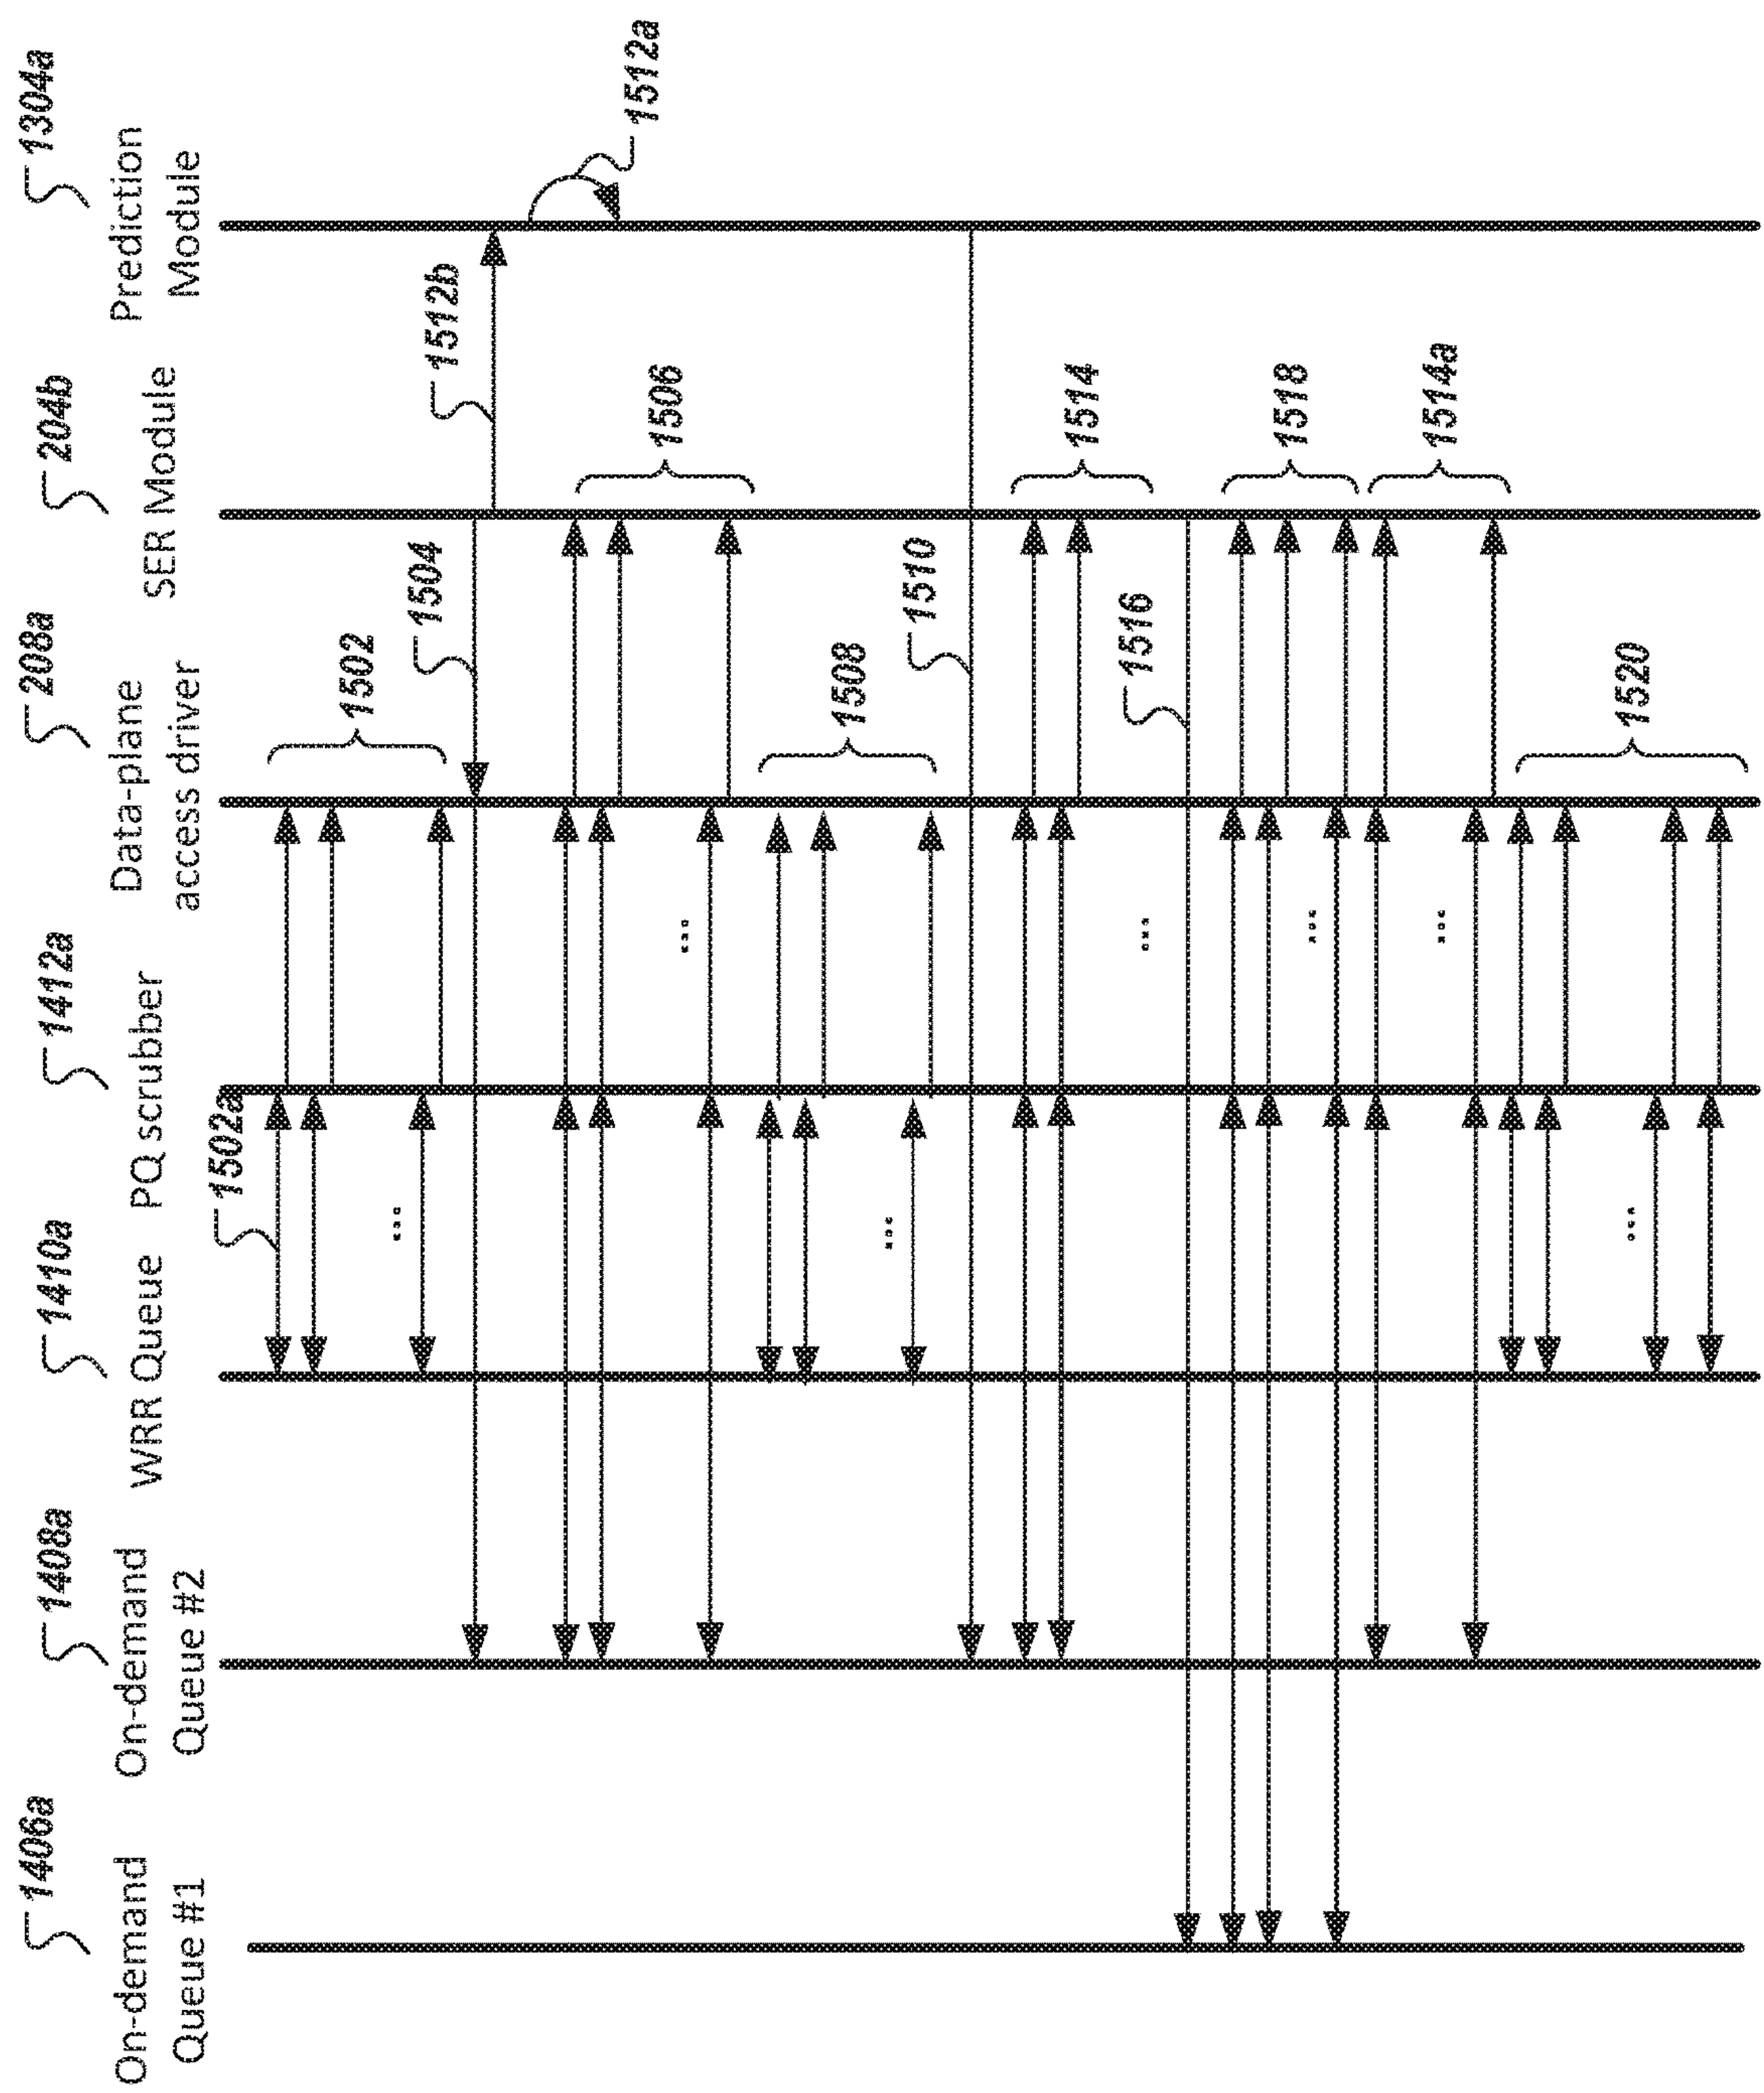 1406a
On-demand
Queue #1
1408a
On-demand
Queue #2
1410a
WRR Queue
1412a
PQ scrubber
208a
Data-plane
access driver
204b
SER Module
1304a
Prediction
Module
1502a
1502
1504
1512b
1512a
1506
1508
1510
1514
1516
1518
1514a
1520